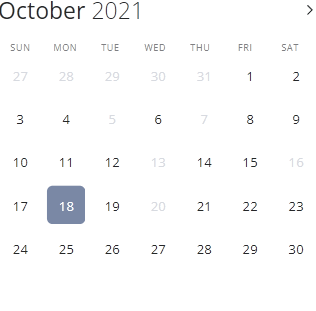 October 2021 >
SUN MON TUE WED THU FRI SAT
27 28 29 30 31 1 2
3 4 5 6 7 8 9
10 11 12 13 14 15 16
17 18 19 20 21 22 23
24 25 26 27 28 29 30